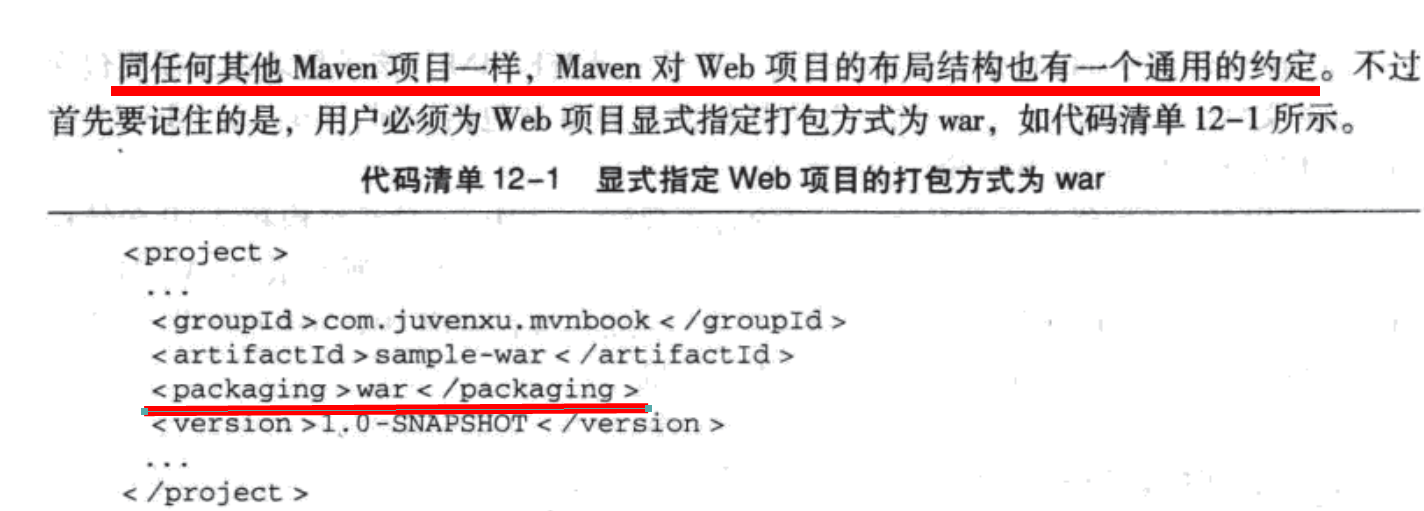 同任何其他 Maven 项目一样，Maven 对 Web 项目的布局结构也有一个通用的约定。不过
首先要记住的是，用户必须为 Web 项目显式指定打包方式为 war，如代码清单 12-1 所示。
代码清单 12-1 显式指定 Web 项目的打包方式为 war
<project>
...
<groupId>com.juvenxu.mvnbook</groupId>
<artifactId>sample-war</artifactId>
<packaging>war</packaging>
<version>1.0-SNAPSHOT</version>
...
</project>